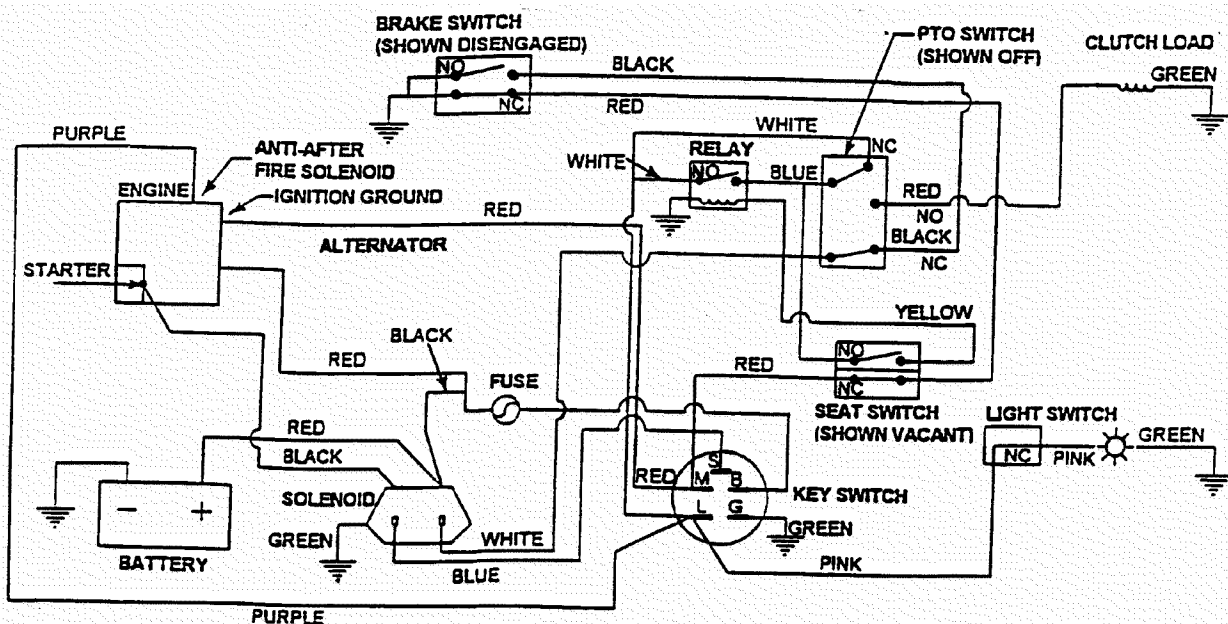 BRAKE SWITCH
(SHOWN DISENGAGED)
PTO SWITCH
(SHOWN OFF)
CLUTCH LOAD
NO
BLACK
GREEN
NC
RED
PURPLE
WHITE
NC
ANTI-AFTER
FIRE SOLENOID
WHITE
RELAY
NO
BLUE
ENGINE
IGNITION GROUND
RED
NO
RED
BLACK
NC
ALTERNATOR
STARTER
YELLOW
BLACK
RED
NO
RED
NC
FUSE
SEAT SWITCH
(SHOWN VACANT)
LIGHT SWITCH
GREEN
RED
NC
PINK
BLACK
S
RED
M
B
KEY SWITCH
SOLENOID
L
G
GREEN
- +
GREEN
WHITE
BATTERY
BLUE
PINK
PURPLE